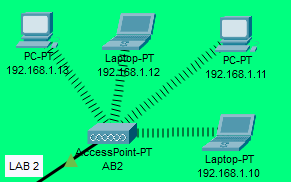 PC-PT
192.168.1.13
Laptop-PT
192.168.1.12
PC-PT
192.168.1.11
Laptop-PT
192.168.1.10
AccessPoint-PT
AB2
LAB 2